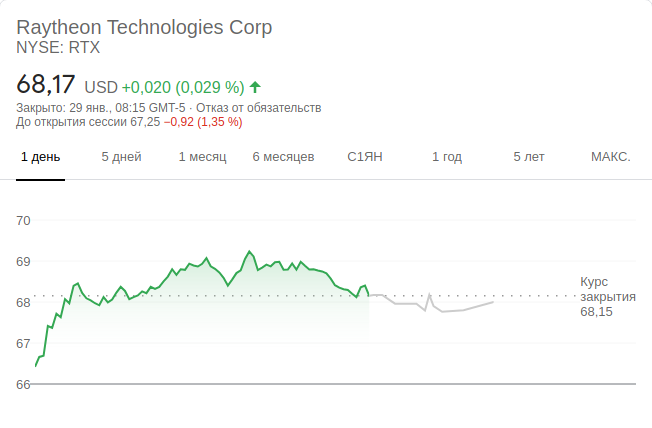 Raytheon Technologies Corp
NYSE: RTX
68,17 USD +0,020 (0,029 %)
Закрыто: 29 янв., 08:15 GMT-5 · Отказ от обязательств
До открытия сессии 67,25 −0,92 (1,35 %)
1 день 5 дней 1 месяц 6 месяцев С1ЯН 1 год 5 лет МАКС.
70
69
68
67
66
Курс
закрытия
68,15